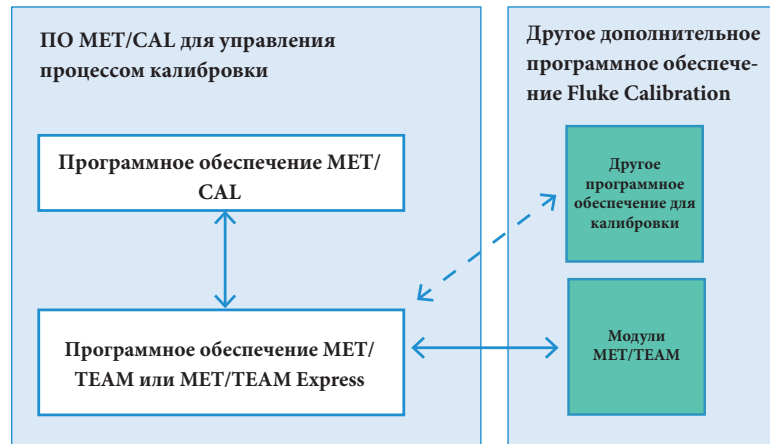 ПО MET/CAL для управления
процессом калибровки
Программное обеспечение MET/
CAL
Программное обеспечение MET/
TEAM или MET/TEAM Express
Другое дополнительное
программное обеспече-
ние Fluke Calibration
Другое
программное
обеспечение для
калибровки
Модули
MET/TEAM